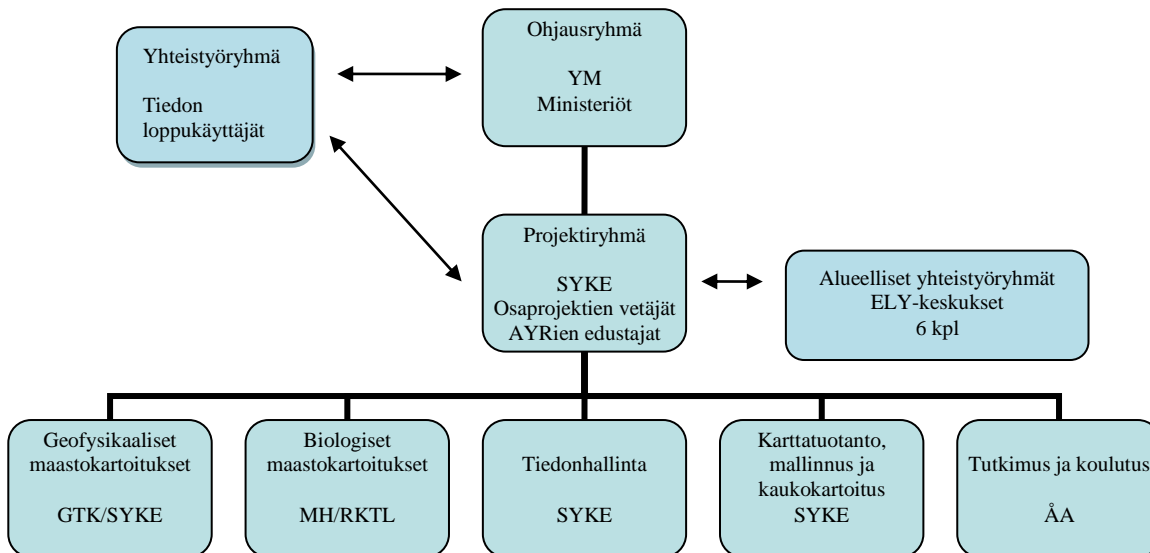 Yhteistyöryhmä
Tiedon
loppukäyttäjät
Ohjausryhmä
YM
Ministeriöt
Projektiryhmä
SYKE
Osaprojektien vetäjät
AYRien edustajat
Alueelliset yhteistyöryhmät
ELY-keskukset
6 kpl
Geofysikaaliset
maastokartoitukset
GTK/SYKE
Biologiset
maastokartoitukset
MH/RKTL
Tiedonhallinta
SYKE
Karttatuotanto,
mallinnus ja
kaukokartoitus
SYKE
Tutkimus ja koulutus
ÅA